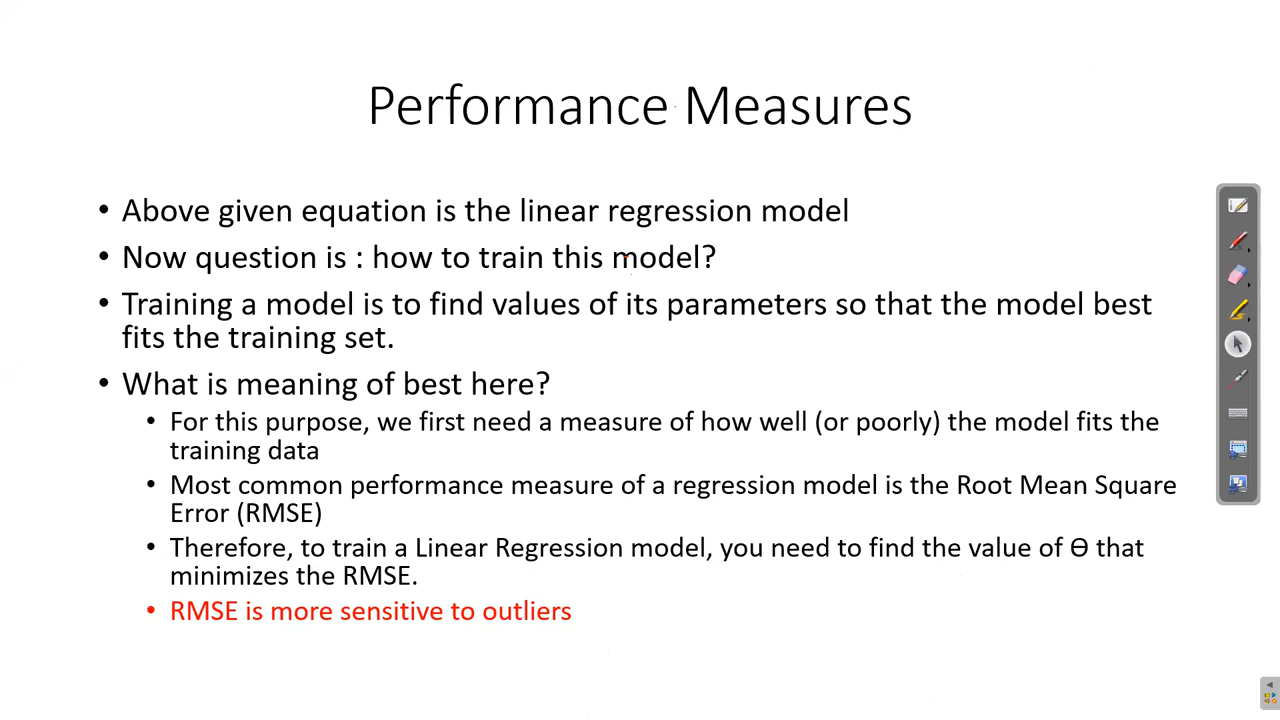 Performance Measures
• Above given equation is the linear regression model
• Now question is : how to train this model?
• Training a model is to find values of its parameters so that the model best
fits the training set.
• What is meaning of best here?
• For this purpose, we first need a measure of how well (or poorly) the model fits the
training data
• Most common performance measure of a regression model is the Root Mean Square
Error (RMSE)
• Therefore, to train a Linear Regression model, you need to find the value of ϴ that
minimizes the RMSE.
• RMSE is more sensitive to outliers